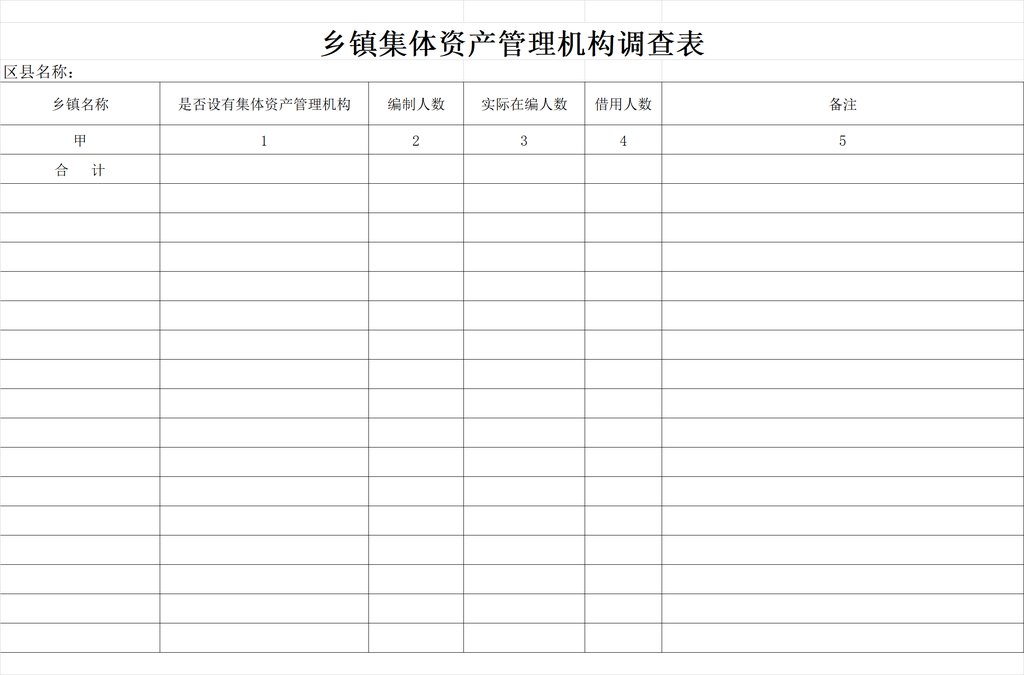 乡镇集体资产管理机构调查表
区县名称：
乡镇名称 是否设有集体资产管理机构 编制人数 实际在编人数 借用人数 备注
甲 1 2 3 4 5
合 计